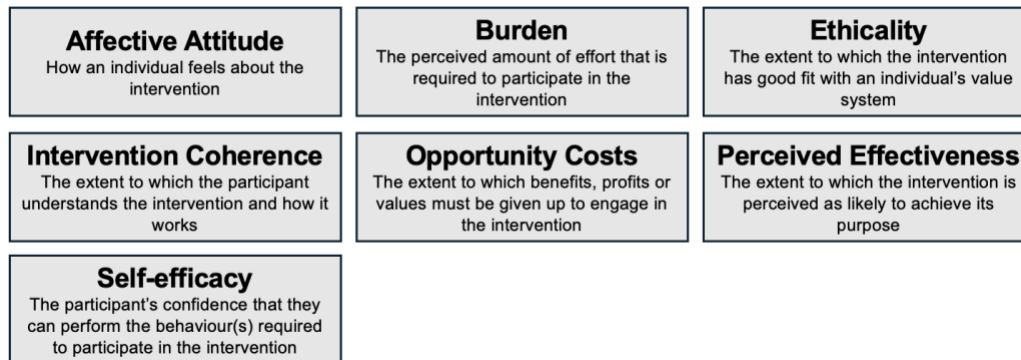 Affective Attitude
How an individual feels about the
intervention
Burden
The perceived amount of effort that is
required to participate in the
intervention
Ethicality
The extent to which the intervention
has good fit with an individual's value
system
Intervention Coherence
The extent to which the participant
understands the intervention and how it
works
Opportunity Costs
The extent to which benefits, profits or
values must be given up to engage in
the intervention
Perceived Effectiveness
The extent to which the intervention is
perceived as likely to achieve its
purpose
Self-efficacy
The participant's confidence that they
can perform the behaviour(s) required
to participate in the intervention